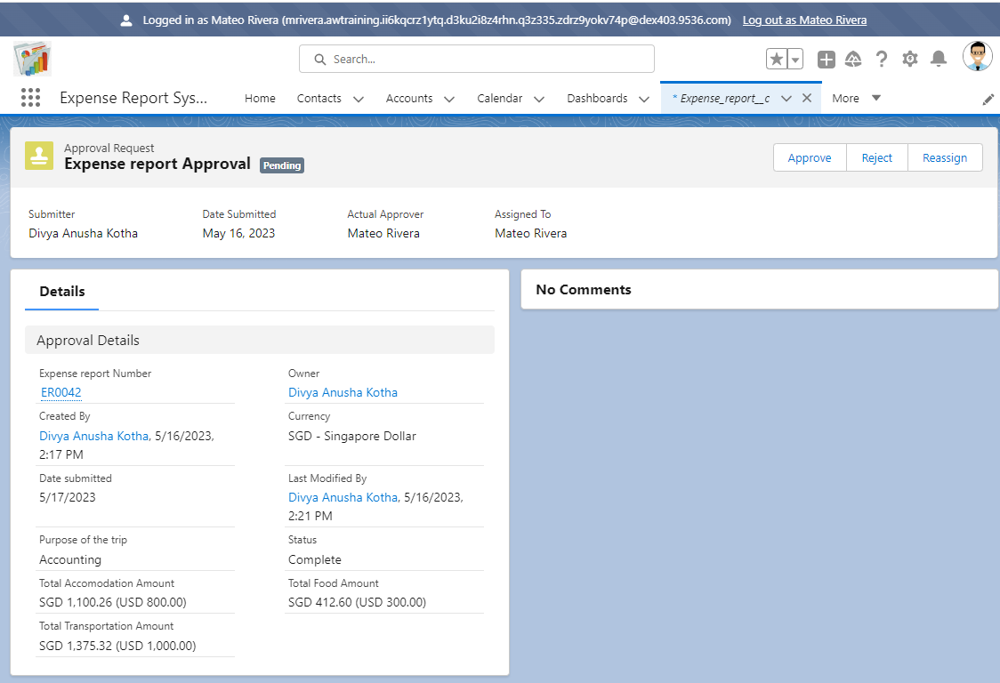 Logged in as Mateo Rivera (mrivera.awtraining.ii6kqcrz1ytq.d3ku2i8z4rhn.q3z335.zdrz9yokv74p@dex403.9536.com) Log out as Mateo Rivera
Search...
Expense Report Sys... Home Contacts Accounts Calendar Dashboards * Expense_report__c More
Approval Request
Expense report Approval Pending
Approve Reject Reassign
Submitter Date Submitted Actual Approver Assigned To
Divya Anusha Kotha May 16, 2023 Mateo Rivera Mateo Rivera
Details
No Comments
Approval Details
Expense report Number Owner
ER0042 Divya Anusha Kotha
Created By Currency
Divya Anusha Kotha, 5/16/2023, SGD - Singapore Dollar
2:17 PM
Date submitted Last Modified By
5/17/2023 Divya Anusha Kotha, 5/16/2023,
2:21 PM
Purpose of the trip Status
Accounting Complete
Total Accomodation Amount Total Food Amount
SGD 1,100.26 (USD 800.00) SGD 412.60 (USD 300.00)
Total Transportation Amount
SGD 1,375.32 (USD 1,000.00)